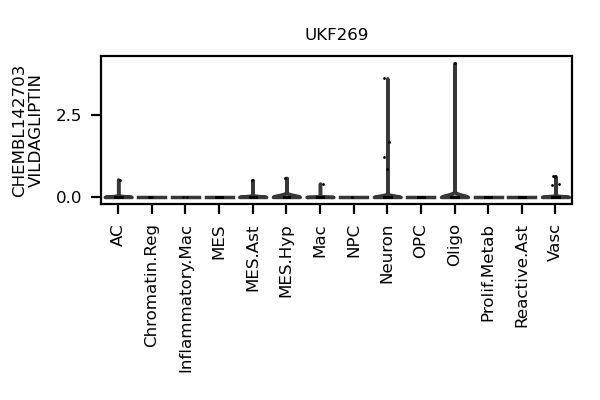 UKF269
CHEMBL142703
VILDAGLIPTIN
2.5
0.0
AC
Chromatin.Reg
Inflammatory.Mac
MES
MES.Ast
MES.Hyp
Mac
NPC
Neuron
OPC
Oligo
Prolif.Metab
Reactive.Ast
Vasc